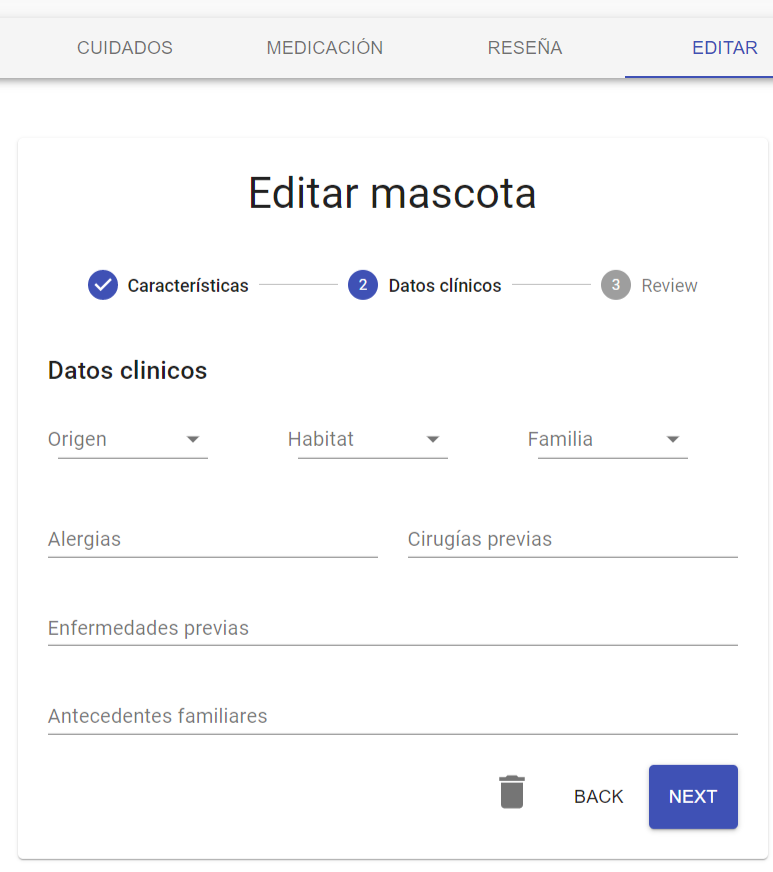 CUIDADOS MEDICACIÓN RESEÑA EDITAR
Editar mascota
Características 2 Datos clínicos 3 Review
Datos clinicos
Origen Habitat Familia
Alergias Cirugías previas
Enfermedades previas
Antecedentes familiares
BACK NEXT